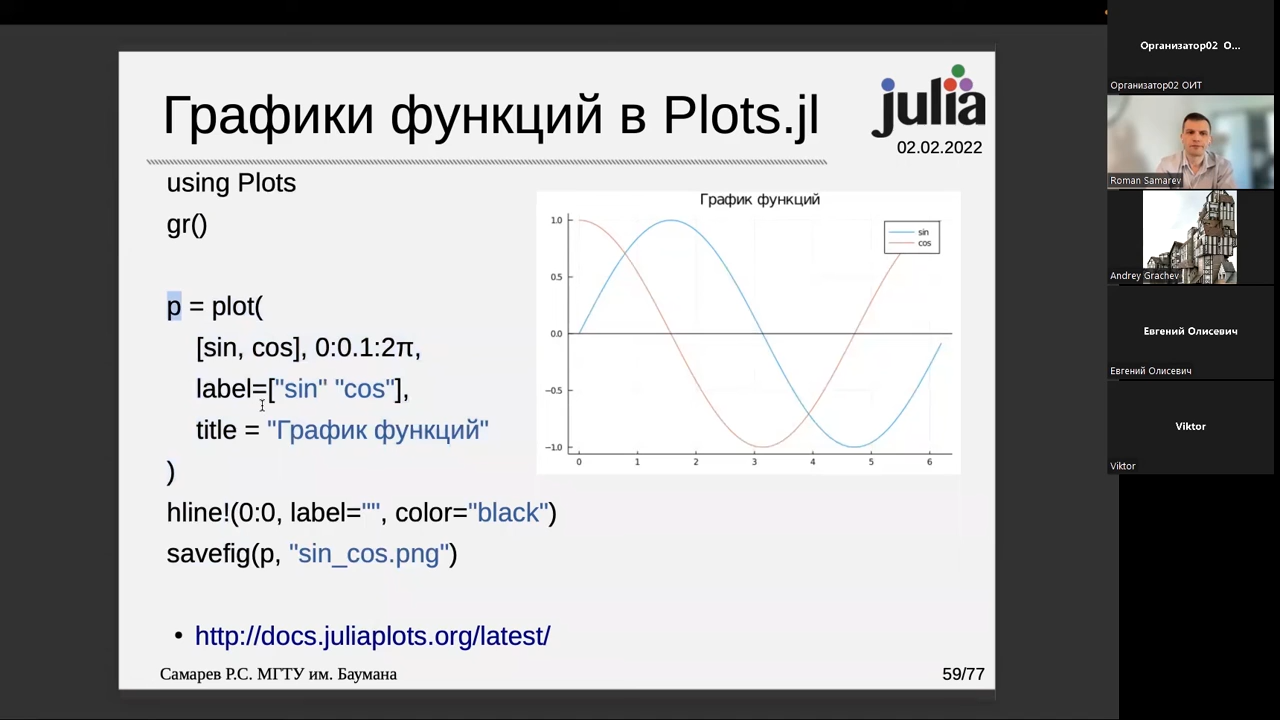 Графики функций в Plots.jl
julia
02.02.2022
using Plots
gr()
p = plot(
[sin, cos], 0:0.1:2π,
label=["sin" "cos"],
title = "График функций"
)
hline!(0:0, label="", color="black")
savefig(p, "sin_cos.png")
• http://docs.juliaplots.org/latest/
График функций
sin
cos
1.0
0.5
0.0
−0.5
−1.0
0 1 2 3 4 5 6
Самарев Р.С. МГТУ им. Баумана
59/77
Организатор02 О...
Организатор02 ОИТ
Roman Samarev
Andrey Grachev
Евгений Олисевич
Евгений Олисевич
Viktor
Viktor